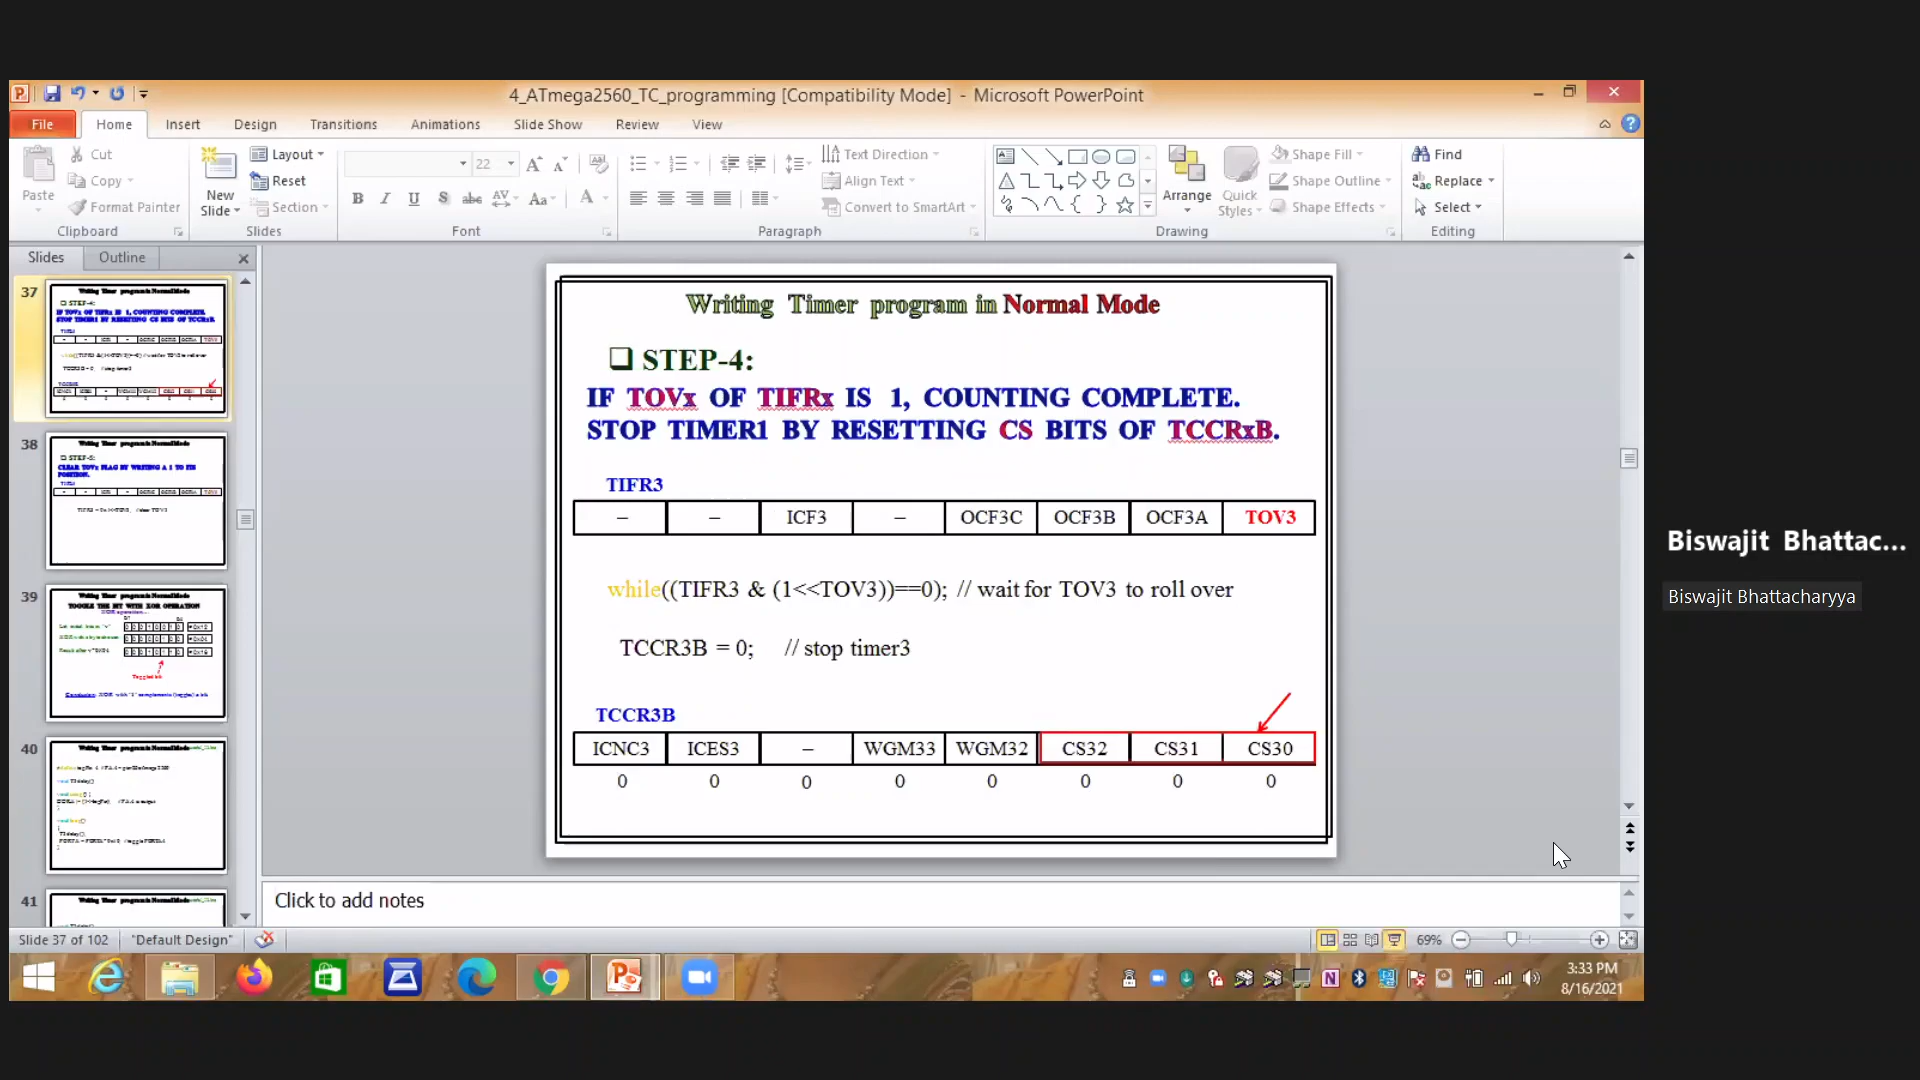 4_ATmega2560_TC_programming [Compatibility Mode] - Microsoft PowerPoint
File Home Insert Design Transitions Animations Slide Show Review View
Paste Cut Copy Format Painter
New Slide Layout Reset Section
22
Text Direction Align Text Convert to SmartArt
Arrange Quick Styles Shape Fill Shape Outline Shape Effects
Find Replace Select
Clipboard Slides Font Paragraph Drawing Editing
Slides Outline
37
38
39
40
41
Writing Timer program in Normal Mode
STEP-4:
IF TOVx OF TIFRx IS 1, COUNTING COMPLETE.
STOP TIMER1 BY RESETTING CS BITS OF TCCRxB.
TIFR3
– – ICF3 – OCF3C OCF3B OCF3A TOV3
while((TIFR3 & (1<<TOV3))==0); // wait for TOV3 to roll over
TCCR3B = 0; // stop timer3
TCCR3B
ICNC3 ICES3 – WGM33 WGM32 CS32 CS31 CS30
0 0 0 0 0 0 0 0
Click to add notes
Slide 37 of 102 "Default Design" 69%
3:33 PM
8/16/2021
Biswajit Bhattac...
Biswajit Bhattacharyya